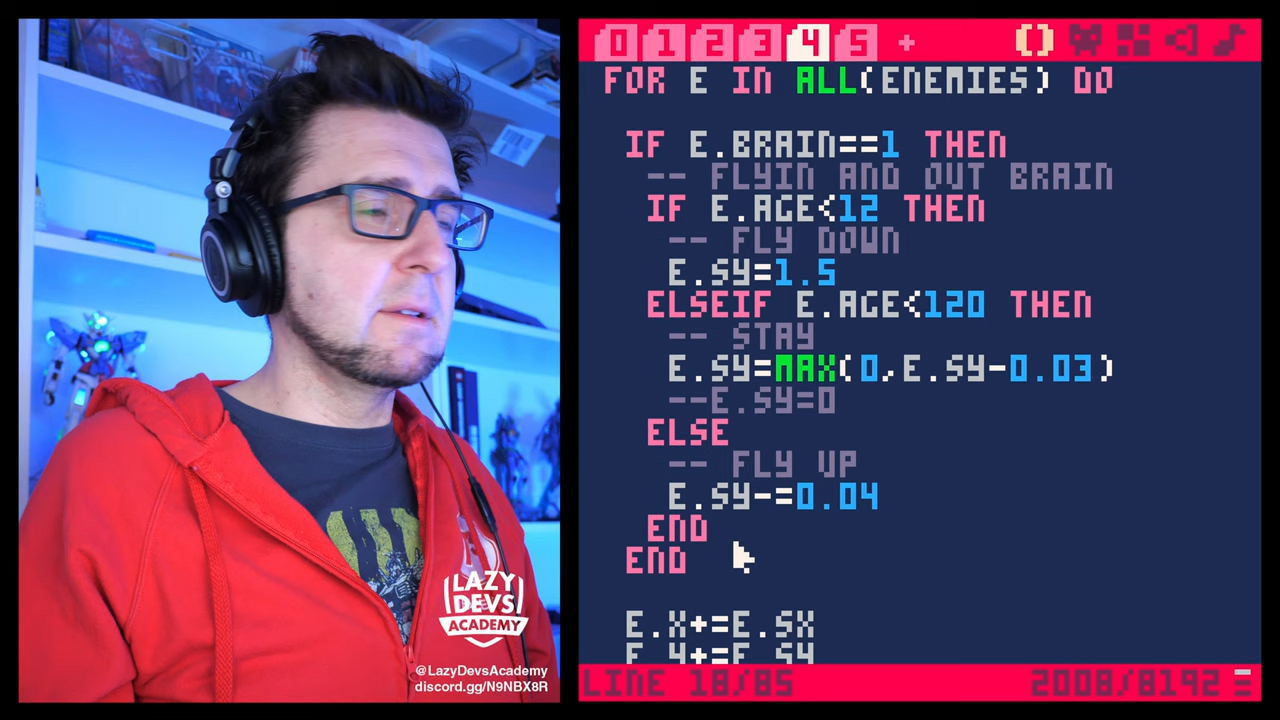 0 1 2 3 4 5 +
FOR E IN ALL(ENEMIES) DO
IF E.BRAIN==1 THEN
-- FLYIN AND OUT BRAIN
IF E.AGE<12 THEN
-- FLY DOWN
E.SY=1.5
ELSEIF E.AGE<120 THEN
-- STAY
E.SY=MAX(0,E.SY-0.03)
--E.SY=0
ELSE
-- FLY UP
E.SY-=0.04
END
END
E.X+=E.SX
E.Y+=E.SY
LINE 18/85 2008/8192
LAZY
DEVS
ACADEMY
@LazyDevsAcademy
discord.gg/N9NBX8R